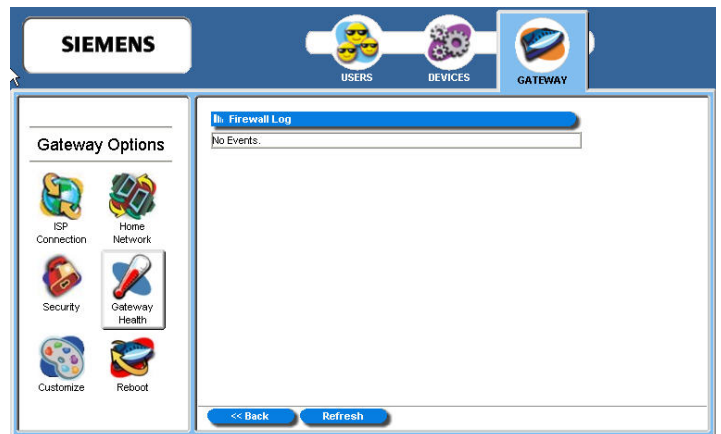 SIEMENS
USERS
DEVICES
GATEWAY
Gateway Options
ISP
Connection
Home
Network
Security
Gateway
Health
Customize
Reboot
Firewall Log
No Events.
<< Back
Refresh